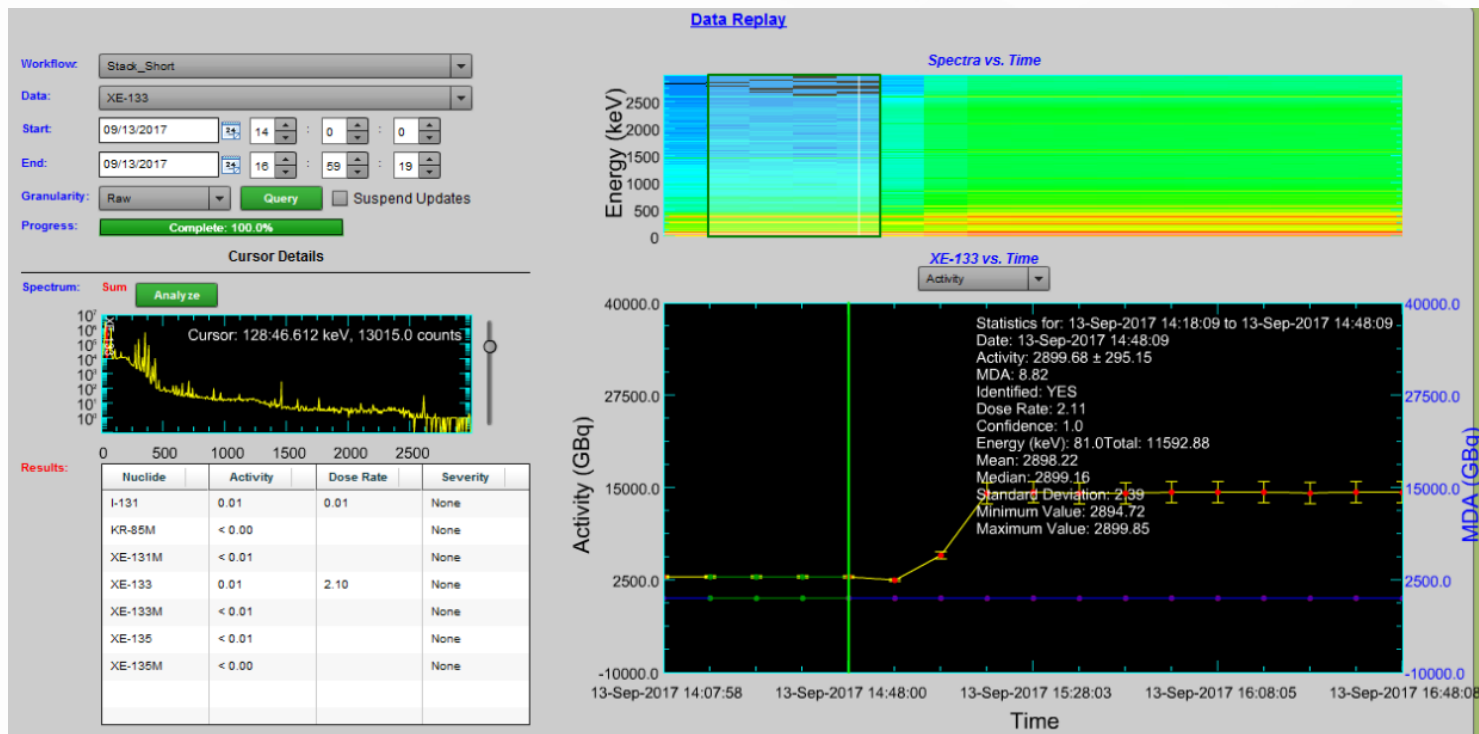 Data Replay
Workflow: Stack_Short
Data: XE-133
Start: 09/13/2017 14 : 0 : 0
End: 09/13/2017 16 : 59 : 19
Granularity: Raw Query Suspend Updates
Progress: Complete: 100.0%
Cursor Details
Spectrum: Sum Analyze
Cursor: 128:46.612 keV, 13015.0 counts
10⁷
10⁶
10⁵
10⁴
10³
10²
10¹
10⁰
0 500 1000 1500 2000 2500
Results:
Nuclide Activity Dose Rate Severity
I-131 0.01 0.01 None
KR-85M < 0.00 None
XE-131M < 0.01 None
XE-133 0.01 2.10 None
XE-133M < 0.01 None
XE-135 < 0.01 None
XE-135M < 0.00 None
Spectra vs. Time
Energy (keV)
2500
2000
1500
1000
500
0
XE-133 vs. Time
Activity
Activity (GBq)
40000.0
27500.0
15000.0
2500.0
-10000.0
Statistics for: 13-Sep-2017 14:18:09 to 13-Sep-2017 14:48:09
Date: 13-Sep-2017 14:48:09
Activity: 2899.68 ± 295.15
MDA: 8.82
Identified: YES
Dose Rate: 2.11
Confidence: 1.0
Energy (keV): 81.0Total: 11592.88
Mean: 2898.22
Median: 2899.16
Standard Deviation: 2.39
Minimum Value: 2894.72
Maximum Value: 2899.85
40000.0
27500.0
15000.0
2500.0
-10000.0
MDA (GBq)
13-Sep-2017 14:07:58 13-Sep-2017 14:48:00 13-Sep-2017 15:28:03 13-Sep-2017 16:08:05 13-Sep-2017 16:48:08
Time